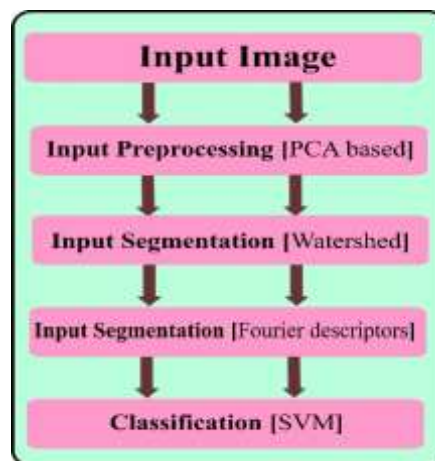 Input Image
Input Preprocessing [PCA based]
Input Segmentation [Watershed]
Input Segmentation [Fourier descriptors]
Classification [SVM]